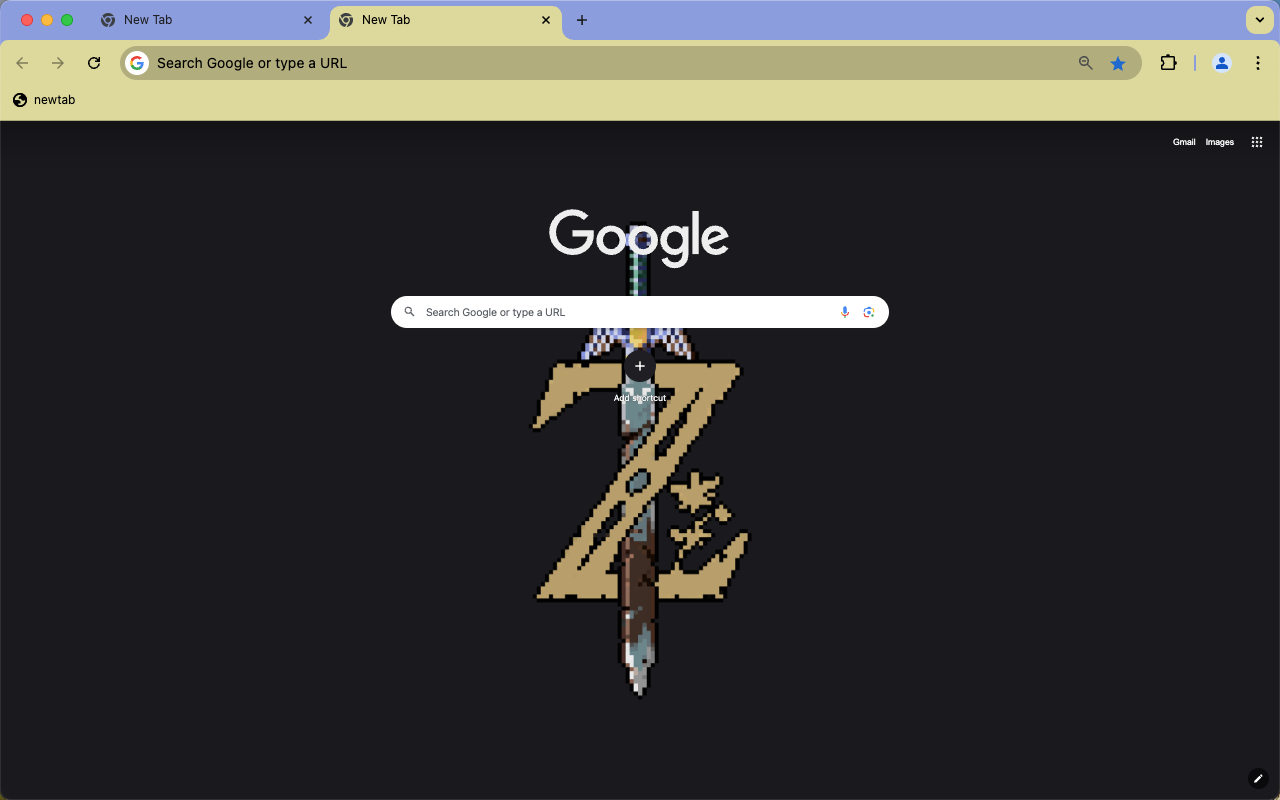 New Tab
New Tab
Search Google or type a URL
newtab
Gmail Images
Google
Search Google or type a URL
Add shortcut